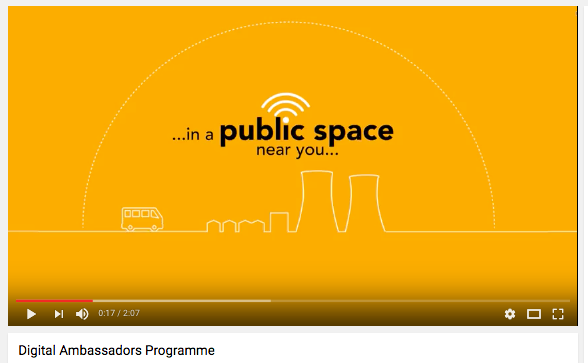 ...in a public space
near you...
0:17 / 2:07
Digital Ambassadors Programme